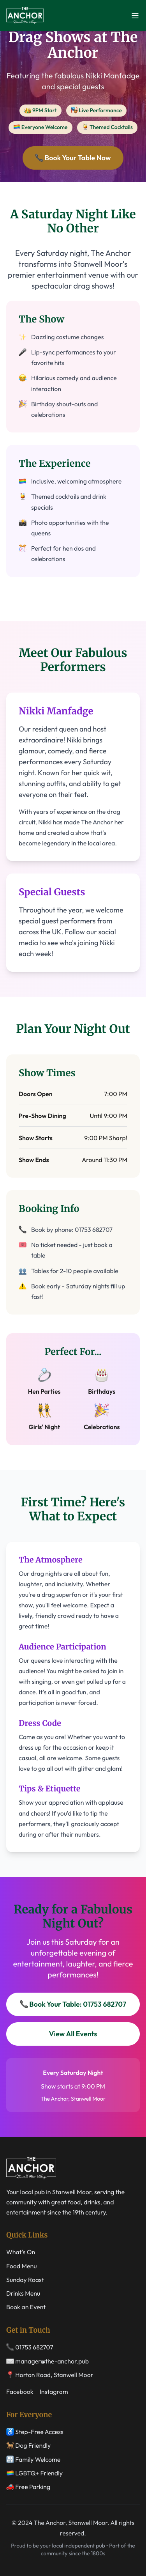 THE
ANCHOR
Drag Shows at The
Anchor
Featuring the fabulous Nikki Manfadge
and special guests
👑 9PM Start
🎭 Live Performance
🏳️‍🌈 Everyone Welcome
🍹 Themed Cocktails
📞 Book Your Table Now
A Saturday Night Like
No Other
Every Saturday night, The Anchor
transforms into Stanwell Moor's
premier entertainment venue with our
spectacular drag shows!
The Show
✨ Dazzling costume changes
🎤 Lip-sync performances to your
favorite hits
😂 Hilarious comedy and audience
interaction
🎉 Birthday shout-outs and
celebrations
The Experience
🏳️‍🌈 Inclusive, welcoming atmosphere
🍹 Themed cocktails and drink
specials
📸 Photo opportunities with the
queens
🎊 Perfect for hen dos and
celebrations
Meet Our Fabulous
Performers
Nikki Manfadge
Our resident queen and host
extraordinaire! Nikki brings
glamour, comedy, and fierce
performances every Saturday
night. Known for her quick wit,
stunning outfits, and ability to get
everyone on their feet.
With years of experience on the drag
circuit, Nikki has made The Anchor her
home and created a show that's
become legendary in the local area.
Special Guests
Throughout the year, we welcome
special guest performers from
across the UK. Follow our social
media to see who's joining Nikki
each week!
Plan Your Night Out
Show Times
Doors Open 7:00 PM
Pre-Show Dining Until 9:00 PM
Show Starts 9:00 PM Sharp!
Show Ends Around 11:30 PM
Booking Info
📞 Book by phone: 01753 682707
🎟️ No ticket needed - just book a
table
👥 Tables for 2-10 people available
⚠️ Book early - Saturday nights fill up
fast!
Perfect For...
💍 🎂
Hen Parties Birthdays
👯 🎉
Girls' Night Celebrations
First Time? Here's
What to Expect
The Atmosphere
Our drag nights are all about fun,
laughter, and inclusivity. Whether
you're a drag superfan or it's your first
show, you'll feel welcome. Expect a
lively, friendly crowd ready to have a
great time!
Audience Participation
Our queens love interacting with the
audience! You might be asked to join in
with singing, or even get pulled up for a
dance. It's all in good fun, and
participation is never forced.
Dress Code
Come as you are! Whether you want to
dress up for the occasion or keep it
casual, all are welcome. Some guests
love to go all out with glitter and glam!
Tips & Etiquette
Show your appreciation with applause
and cheers! If you'd like to tip the
performers, they'll graciously accept
during or after their numbers.
Ready for a Fabulous
Night Out?
Join us this Saturday for an
unforgettable evening of
entertainment, laughter, and fierce
performances!
📞 Book Your Table: 01753 682707
View All Events
Every Saturday Night
Show starts at 9:00 PM
The Anchor, Stanwell Moor
THE
ANCHOR
Your local pub in Stanwell Moor, serving the
community with great food, drinks, and
entertainment since the 19th century.
Quick Links
What's On
Food Menu
Sunday Roast
Drinks Menu
Book an Event
Get in Touch
📞 01753 682707
✉️ manager@the-anchor.pub
📍 Horton Road, Stanwell Moor
Facebook Instagram
For Everyone
♿ Step-Free Access
🐕 Dog Friendly
👨‍👩‍👧‍👦 Family Welcome
🏳️‍🌈 LGBTQ+ Friendly
🚗 Free Parking
© 2024 The Anchor, Stanwell Moor. All rights
reserved.
Proud to be your local independent pub • Part of the
community since the 1800s